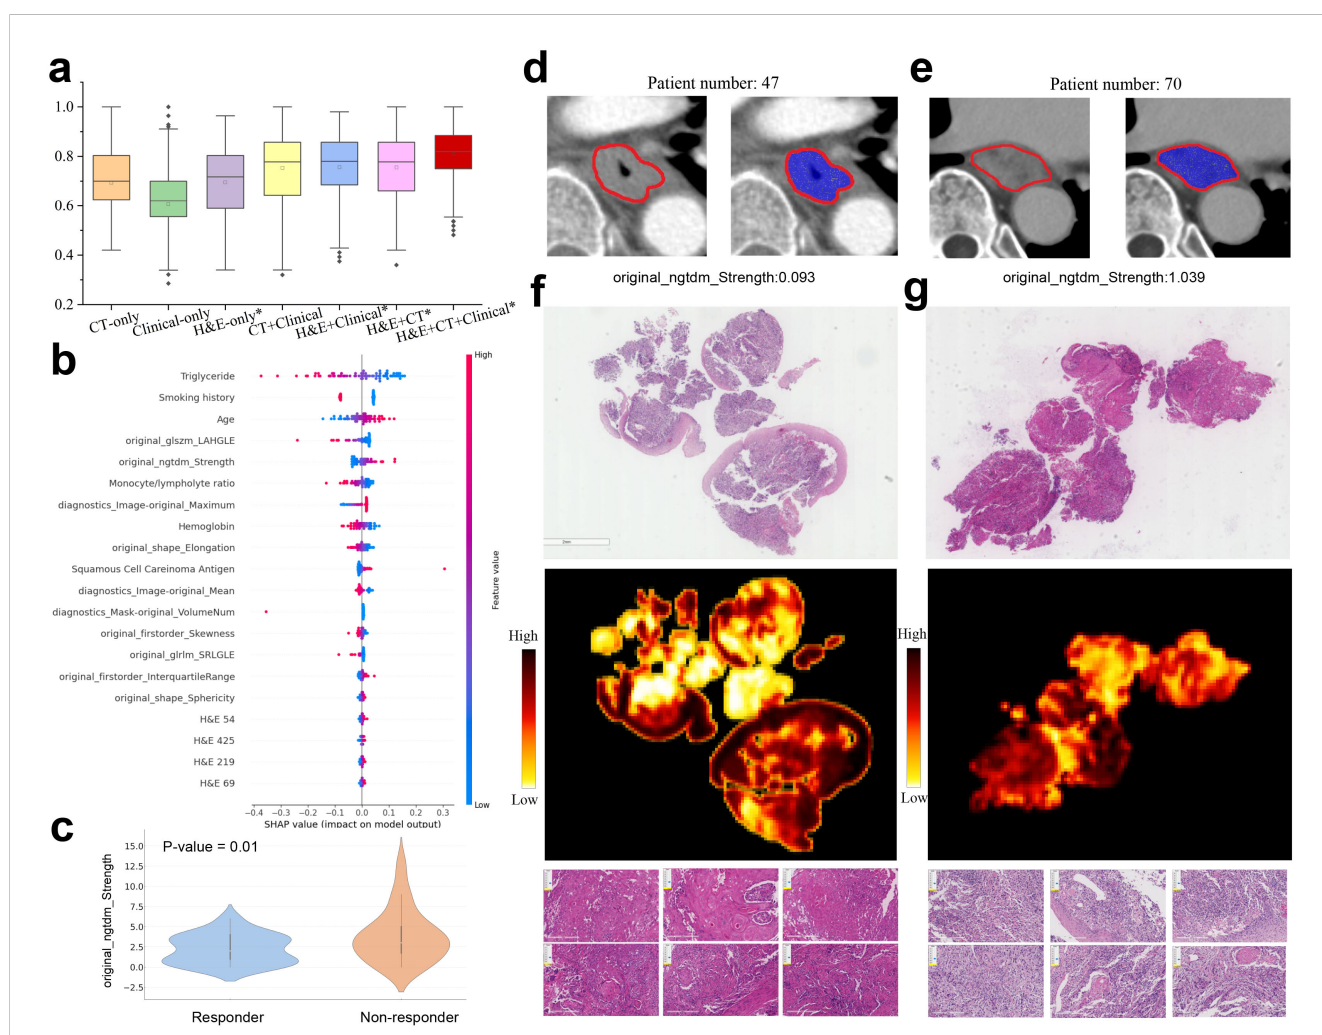 a
1.0
0.8
0.6
0.4
0.2
CT-only
Clinical-only
H&E-only*
CT+Clinical
H&E+Clinical*
H&E+CT*
H&E+CT+Clinical*
b
Triglyceride
Smoking history
Age
original_glszm_LAHGLE
original_ngtdm_Strength
Monocyte/lympholyte ratio
diagnostics_Image-original_Maximum
Hemoglobin
original_shape_Elongation
Squamous Cell Careinoma Antigen
diagnostics_Image-original_Mean
diagnostics_Mask-original_VolumeNum
original_firstorder_Skewness
original_glrlm_SRLGLE
original_firstorder_InterquartileRange
original_shape_Sphericity
H&E 54
H&E 425
H&E 219
H&E 69
−0.4 −0.3 −0.2 −0.1 0.0 0.1 0.2 0.3
SHAP value (impact on model output)
High
Feature value
Low
c
P-value = 0.01
original_ngtdm_Strength
15.0
12.5
10.0
7.5
5.0
2.5
0.0
−2.5
Responder
Non-responder
d
Patient number: 47
original_ngtdm_Strength:0.093
e
Patient number: 70
original_ngtdm_Strength:1.039
f
2mm
High
Low
g
High
Low